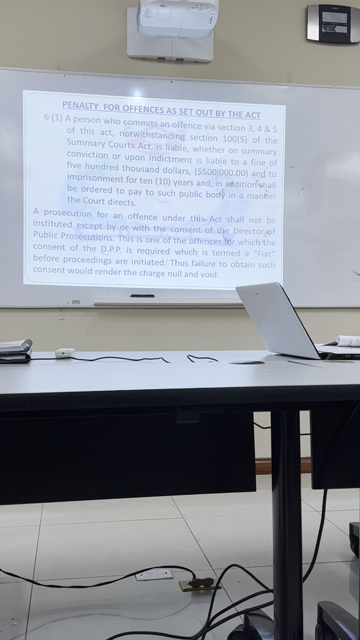 PENALTY FOR OFFENCES AS SET OUT BY THE ACT
6 (1) A person who commits an offence via section 3, 4 & 5
of this act, notwithstanding section 100(5) of the
Summary Courts Act, is liable, whether on summary
conviction or upon indictment is liable to a fine of
five hundred thousand dollars, ($500,000.00) and to
imprisonment for ten (10) years and, in addition shall
be ordered to pay to such public body in a manner
the Court directs.
A prosecution for an offence under this Act shall not be
instituted except by or with the consent of the Director of
Public Prosecutions. This is one of the offences for which the
consent of the D.P.P. is required which is termed a "Fiat"
before proceedings are initiated. Thus failure to obtain such
consent would render the charge null and void.